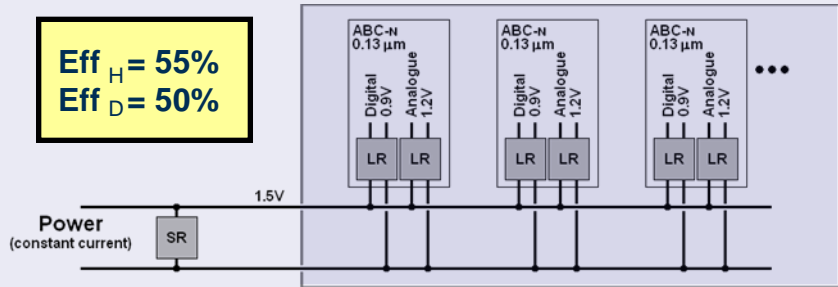 Eff H = 55%
Eff D = 50%
ABC-N
0.13 μm
Digital
0.9V
Analogue
1.2V
LR
LR
ABC-N
0.13 μm
Digital
0.9V
Analogue
1.2V
LR
LR
ABC-N
0.13 μm
Digital
0.9V
Analogue
1.2V
LR
LR
•••
1.5V
Power
(constant current)
SR